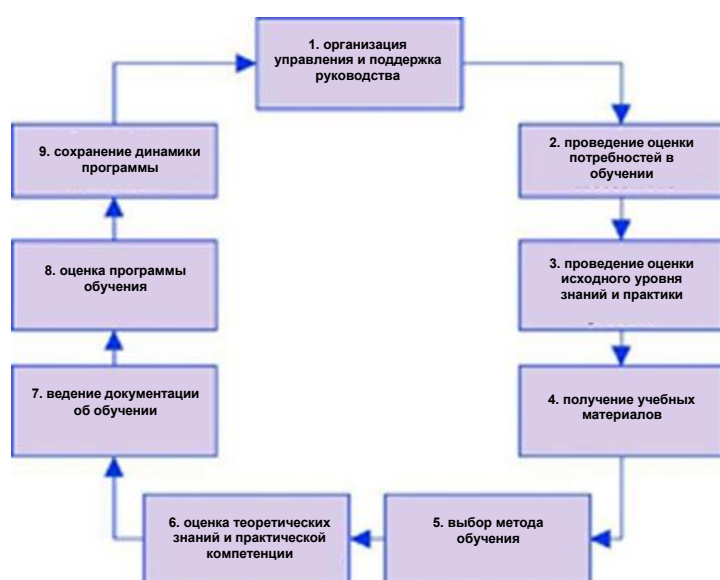 1. организация
управления и поддержка
руководства
2. проведение оценки
потребностей в
обучении
3. проведение оценки
исходного уровня
знаний и практики
4. получение учебных
материалов
5. выбор метода
обучения
6. оценка теоретических
знаний и практической
компетенции
7. ведение документации
об обучении
8. оценка программы
обучения
9. сохранение динамики
программы